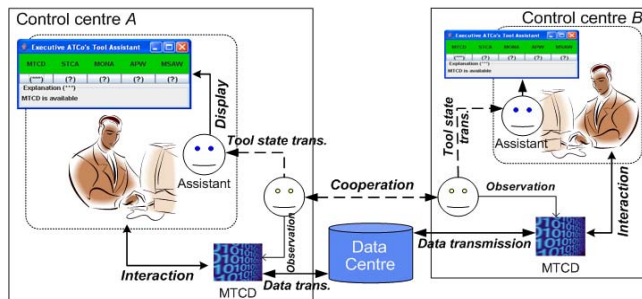 Control centre A
Executive ATCo's Tool Assistant
MTCD STCA MONA APW MSAW
(***) (?) (?) (?) (?)
Explanation (***)
MTCD is available
Display
Tool state trans.
Assistant
Observation
Interaction
MTCD
Data trans.
Cooperation
Data
Centre
Control centre B
Executive ATCo's Tool Assistant
MTCD STCA MONA APW MSAW
(***) (?) (?) (?) (?)
Explanation (***)
MTCD is available
Tool state
trans.
Assistant
Observation
Interaction
Data transmission
MTCD